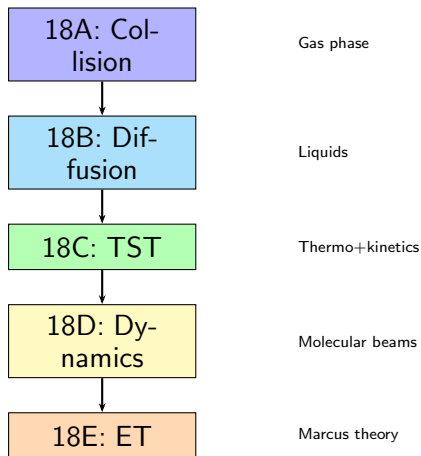 18A: Col-
lision
Gas phase
18B: Dif-
fusion
Liquids
18C: TST
Thermo+kinetics
18D: Dy-
namics
Molecular beams
18E: ET
Marcus theory